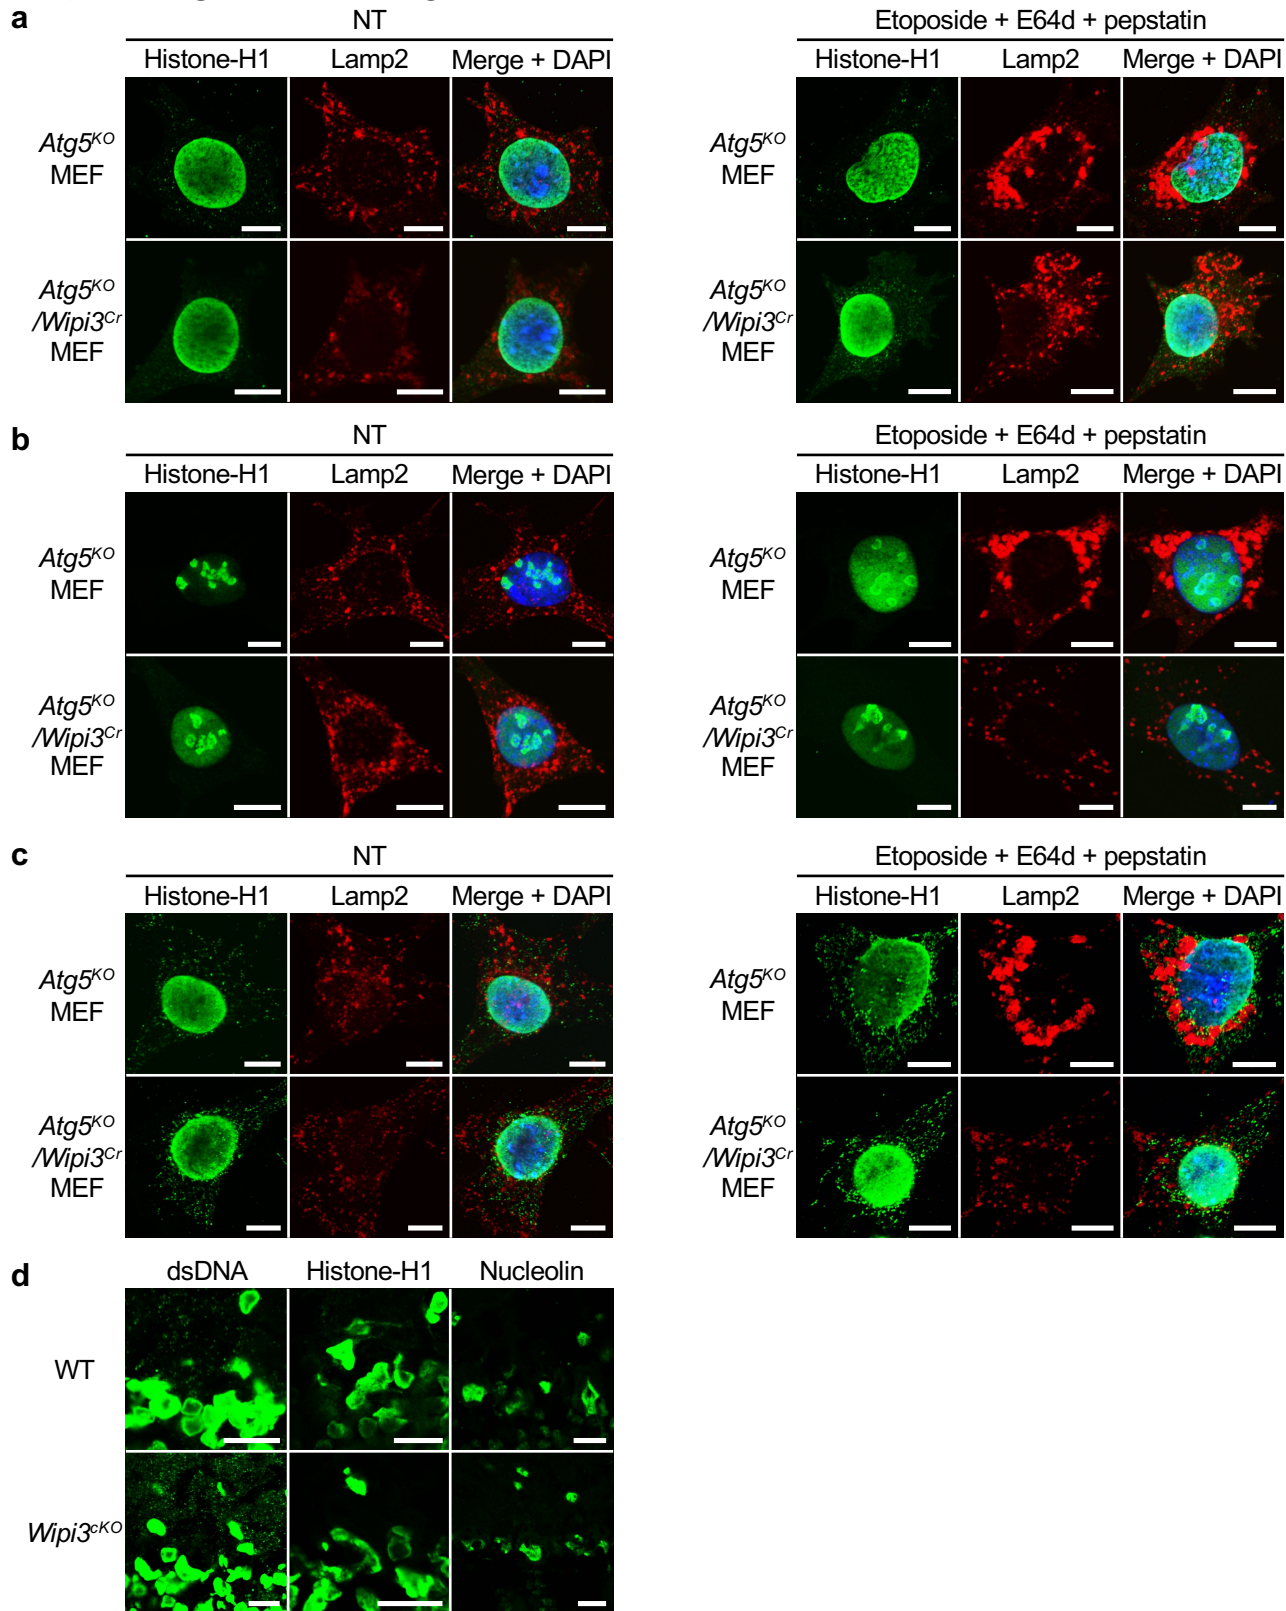 a
NT
Etoposide + E64d + pepstatin
Histone-H1 Lamp2 Merge + DAPI
Histone-H1 Lamp2 Merge + DAPI
Atg5KO
MEF
Atg5KO
MEF
Atg5KO
/Wipi3Cr
MEF
Atg5KO
/Wipi3Cr
MEF
b
NT
Etoposide + E64d + pepstatin
Histone-H1 Lamp2 Merge + DAPI
Histone-H1 Lamp2 Merge + DAPI
Atg5KO
MEF
Atg5KO
MEF
Atg5KO
/Wipi3Cr
MEF
Atg5KO
/Wipi3Cr
MEF
c
NT
Etoposide + E64d + pepstatin
Histone-H1 Lamp2 Merge + DAPI
Histone-H1 Lamp2 Merge + DAPI
Atg5KO
MEF
Atg5KO
MEF
Atg5KO
/Wipi3Cr
MEF
Atg5KO
/Wipi3Cr
MEF
d
dsDNA Histone-H1 Nucleolin
WT
Wipi3cKO